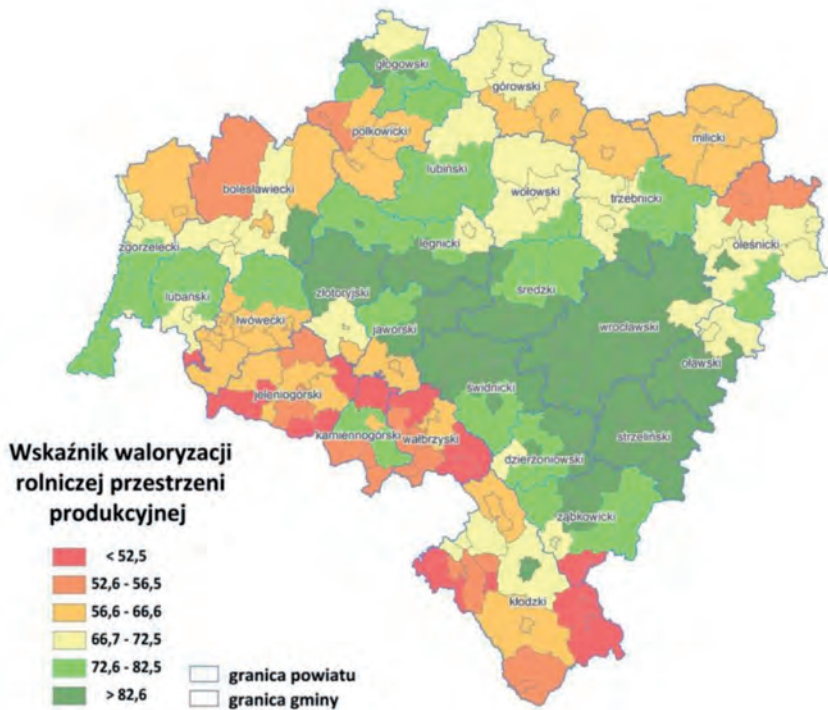 głogowski
górowski
polkowicki
milicki
bolesławiecki
lubiński
wołowski
trzebnicki
zgorzelecki
legnicki
oleśnicki
lubański
złotoryjski
średzki
lwówecki
jaworski
wrocławski
oławski
jeleniogórski
świdnicki
kamiennogórski
wałbrzyski
strzeliński
dzierżoniowski
ząbkowicki
kłodzki
Wskaźnik waloryzacji
rolniczej przestrzeni
produkcyjnej
< 52,5
52,6 - 56,5
56,6 - 66,6
66,7 - 72,5
72,6 - 82,5
> 82,6
granica powiatu
granica gminy